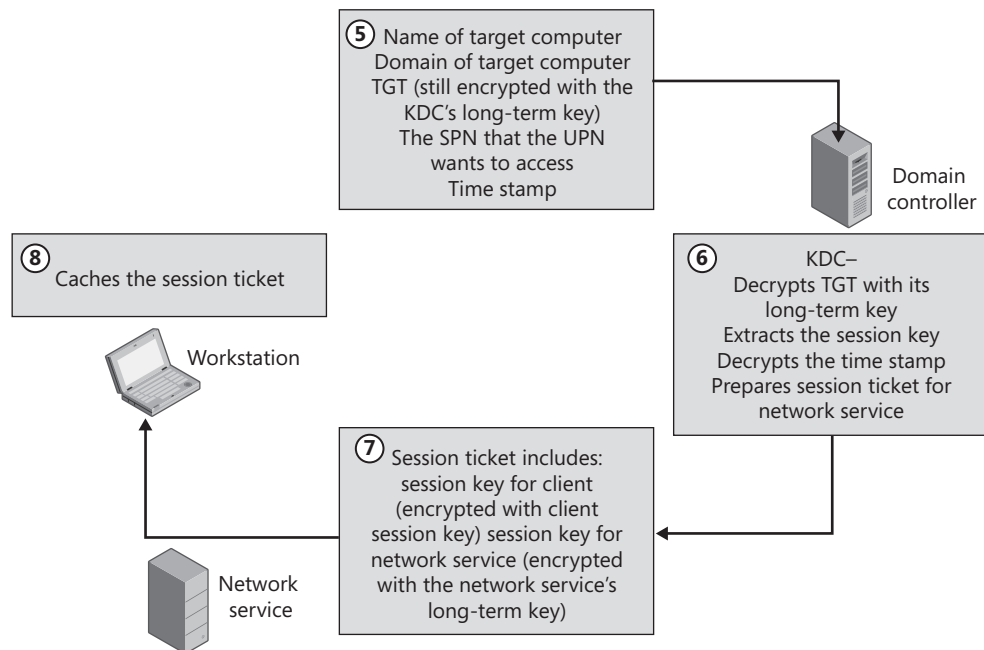 5
Name of target computer
Domain of target computer
TGT (still encrypted with the
KDC's long-term key)
The SPN that the UPN
wants to access
Time stamp
Domain
controller
8
Caches the session ticket
Workstation
6
KDC–
Decrypts TGT with its
long-term key
Extracts the session key
Decrypts the time stamp
Prepares session ticket for
network service
7
Session ticket includes:
session key for client
(encrypted with client
session key) session key for
network service (encrypted
with the network service's
long-term key)
Network
service